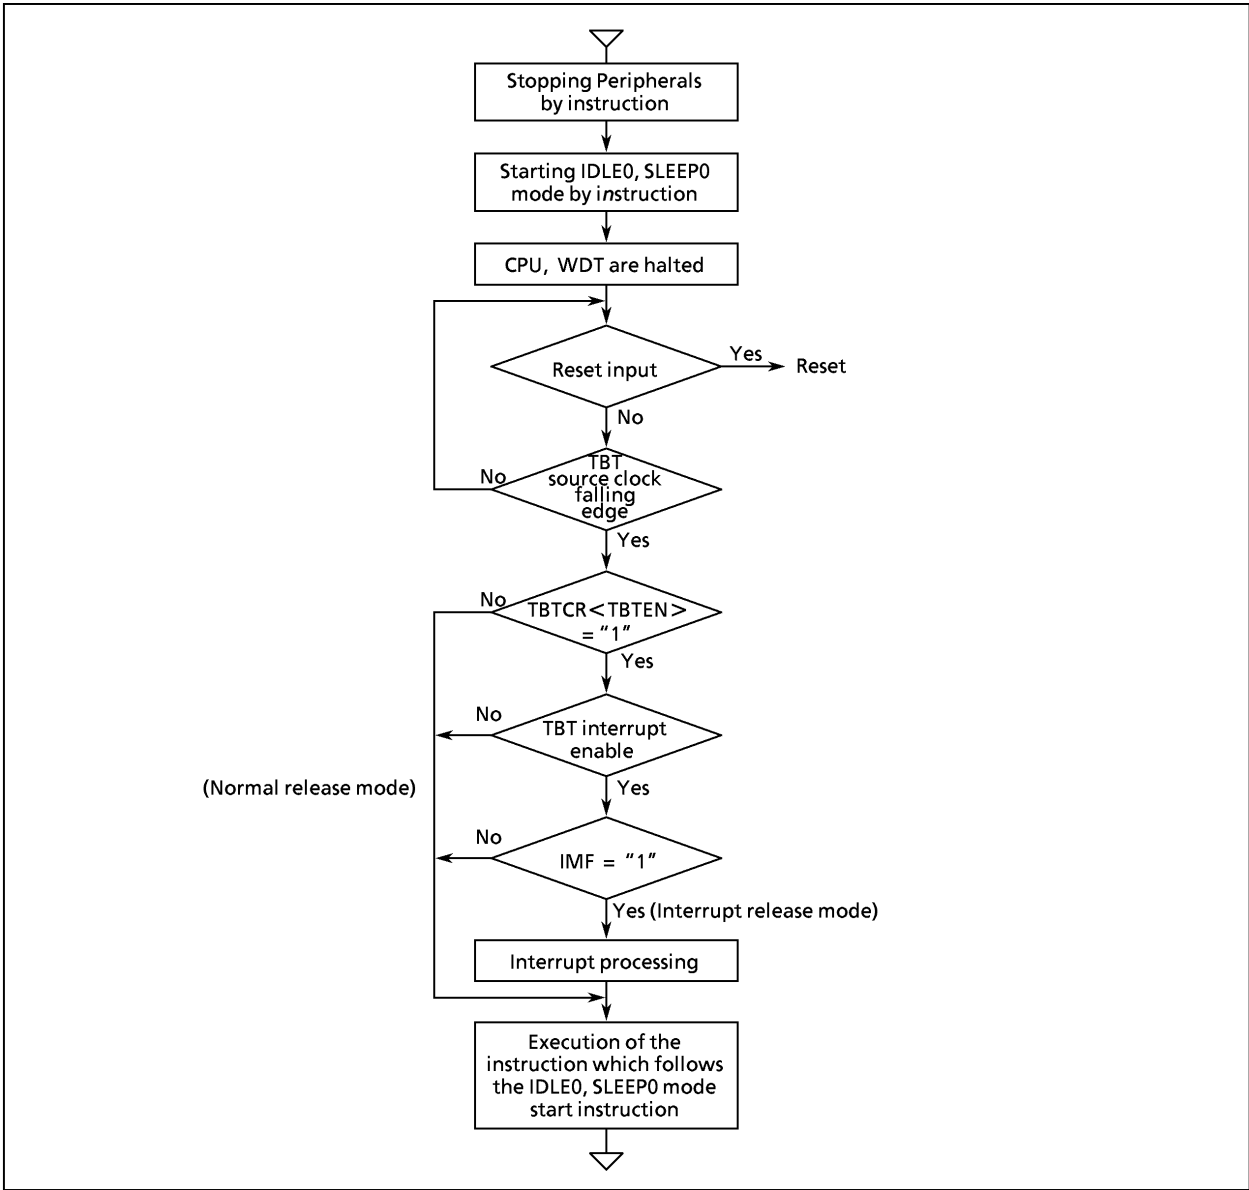 Stopping Peripherals
by instruction
Starting IDLE0, SLEEP0
mode by instruction
CPU, WDT are halted
Reset input
Yes
Reset
No
No
TBT
source clock
falling
edge
Yes
No
TBTCR<TBTEN>
= "1"
Yes
No
TBT interrupt
enable
(Normal release mode)
Yes
No
IMF = "1"
Yes (Interrupt release mode)
Interrupt processing
Execution of the
instruction which follows
the IDLE0, SLEEP0 mode
start instruction